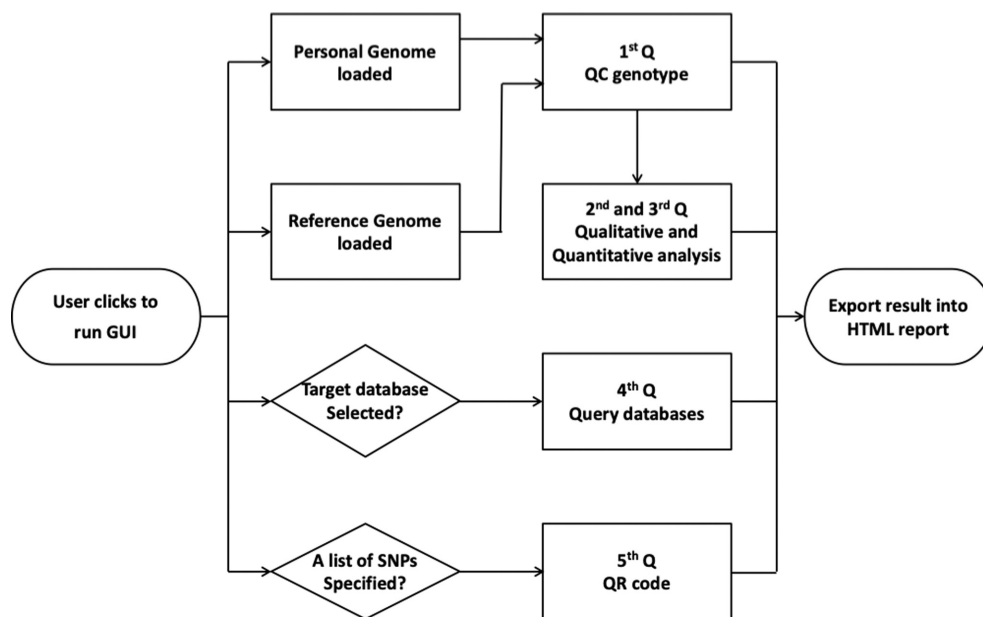 Personal Genome
loaded
1st Q
QC genotype
Reference Genome
loaded
2nd and 3rd Q
Qualitative and
Quantitative analysis
User clicks to
run GUI
Export result into
HTML report
Target database
Selected?
4th Q
Query databases
A list of SNPs
Specified?
5th Q
QR code